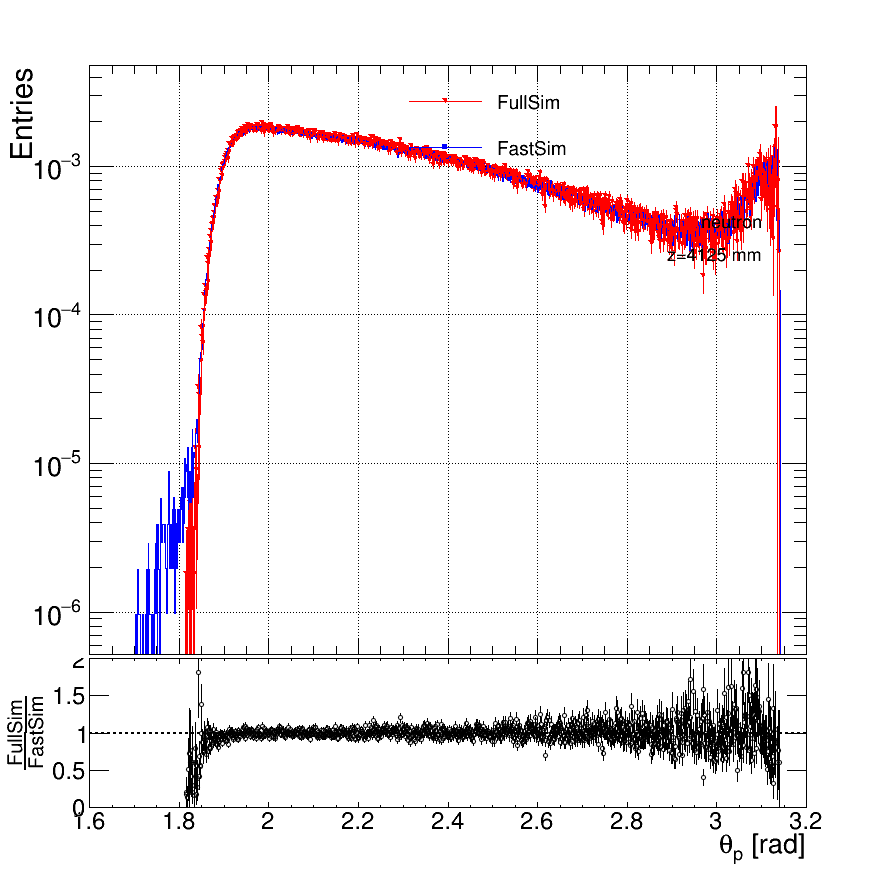 Entries
FullSim
FastSim
10⁻³
neutron
z=4125 mm
10⁻⁴
10⁻⁵
10⁻⁶
2
1.5
1
0.5
0
FullSim
FastSim
1.6 1.8 2 2.2 2.4 2.6 2.8 3 3.2
θp [rad]